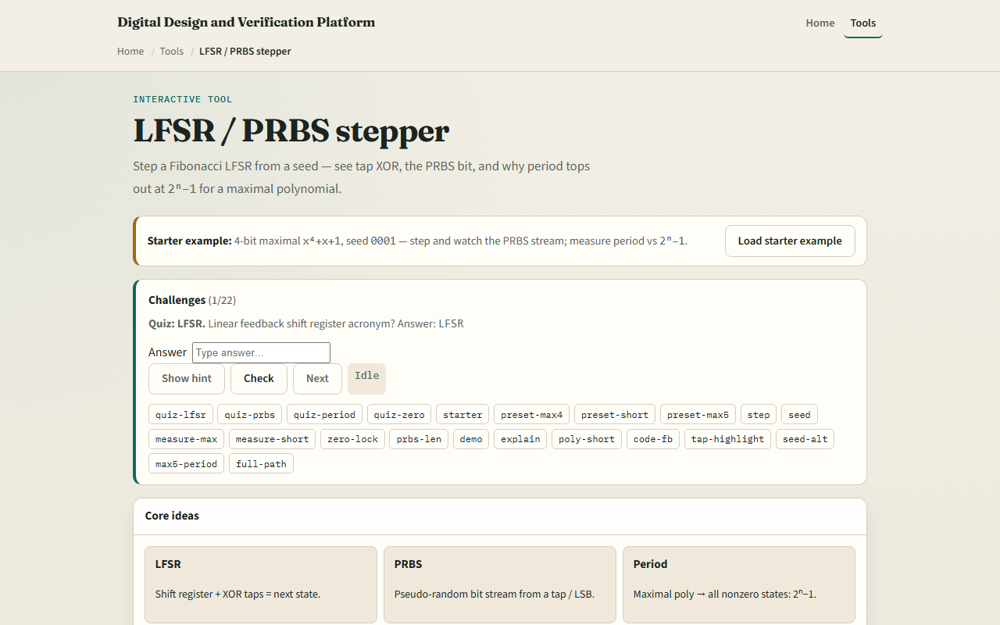 Digital Design and Verification Platform
Home
Tools
Home / Tools / LFSR / PRBS stepper
INTERACTIVE TOOL
LFSR / PRBS stepper
Step a Fibonacci LFSR from a seed — see tap XOR, the PRBS bit, and why period tops
out at 2ⁿ−1 for a maximal polynomial.
Starter example: 4-bit maximal x⁴+x+1, seed 0001 — step and watch the PRBS stream; measure period vs 2ⁿ−1.
Load starter example
Challenges (1/22)
Quiz: LFSR. Linear feedback shift register acronym? Answer: LFSR
Answer Type answer...
Show hint Check Next Idle
quiz-lfsr quiz-prbs quiz-period quiz-zero starter preset-max4 preset-short preset-max5 step seed
measure-max measure-short zero-lock prbs-len demo explain poly-short code-fb tap-highlight seed-alt
max5-period full-path
Core ideas
LFSR
Shift register + XOR taps = next state.
PRBS
Pseudo-random bit stream from a tap / LSB.
Period
Maximal poly → all nonzero states: 2ⁿ−1.